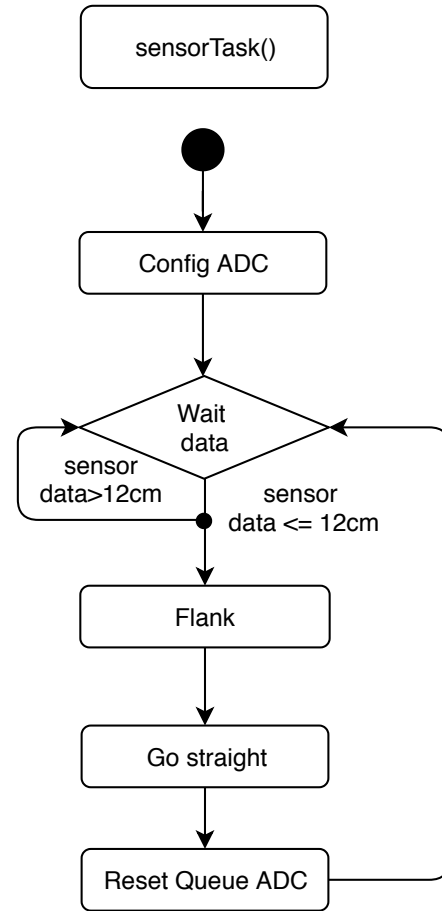 sensorTask()
Config ADC
Wait
data
sensor
data>12cm
sensor
data <= 12cm
Flank
Go straight
Reset Queue ADC